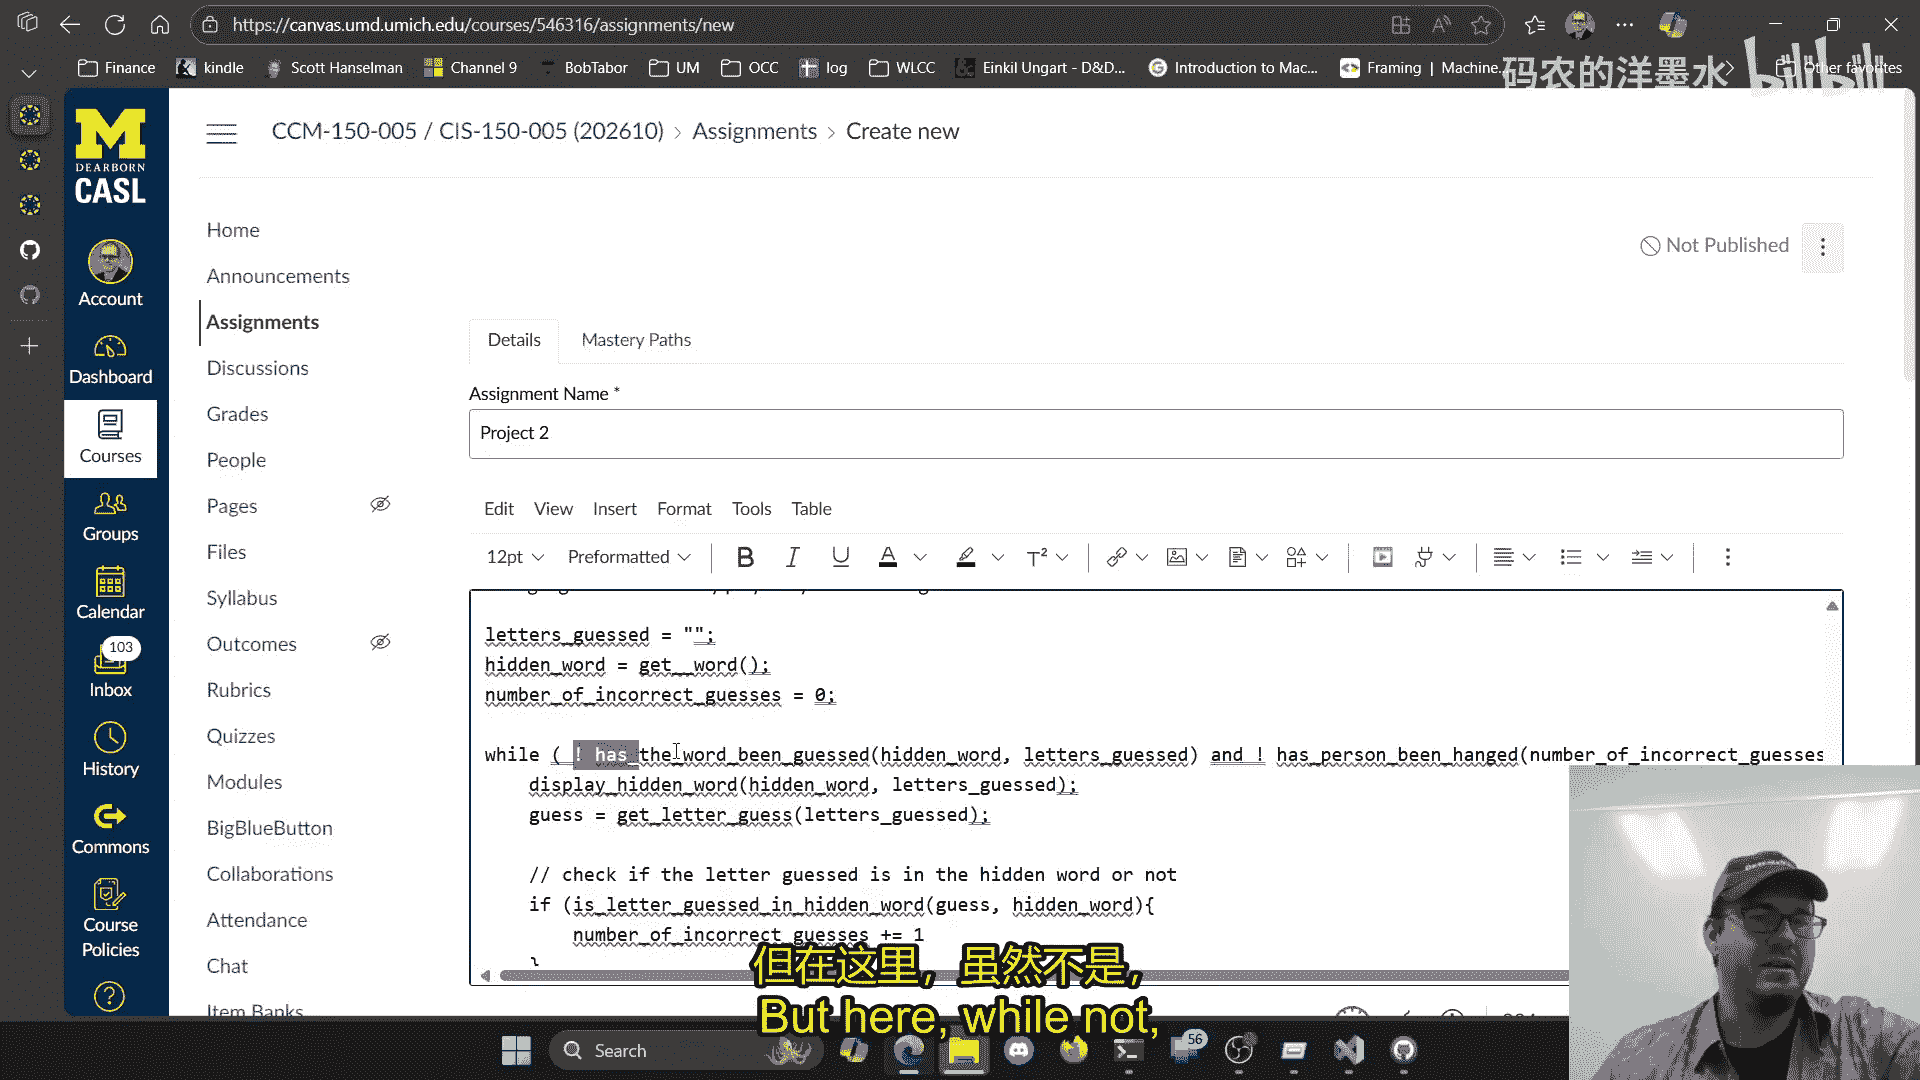 https://canvas.umd.umich.edu/courses/546316/assignments/new
Finance
kindle
Scott Hanselman
Channel 9
BobTabor
UM
OCC
log
WLCC
Einkil Ungart - D&D...
Introduction to Mac...
Framing | Machine...
Other favorites
码农的洋墨水
bilibili
M
DEARBORN
CASL
CCM-150-005 / CIS-150-005 (202610) › Assignments › Create new
Account
Dashboard
Courses
Groups
Calendar
103
Inbox
History
Commons
Course
Policies
Home
Announcements
Assignments
Discussions
Grades
People
Pages
Files
Syllabus
Outcomes
Rubrics
Quizzes
Modules
BigBlueButton
Collaborations
Attendance
Chat
Item Banks
Not Published
Details
Mastery Paths
Assignment Name *
Project 2
Edit View Insert Format Tools Table
12pt
Preformatted
letters_guessed = "";
hidden_word = get__word();
number_of_incorrect_guesses = 0;
while ( ! has_the_word_been_guessed(hidden_word, letters_guessed) and ! has_person_been_hanged(number_of_incorrect_guesses
display_hidden_word(hidden_word, letters_guessed);
guess = get_letter_guess(letters_guessed);
// check if the letter guessed is in the hidden word or not
if (is_letter_guessed_in_hidden_word(guess, hidden_word){
number_of_incorrect_guesses += 1
}
但在这里，虽然不是，
But here, while not,
Search
56